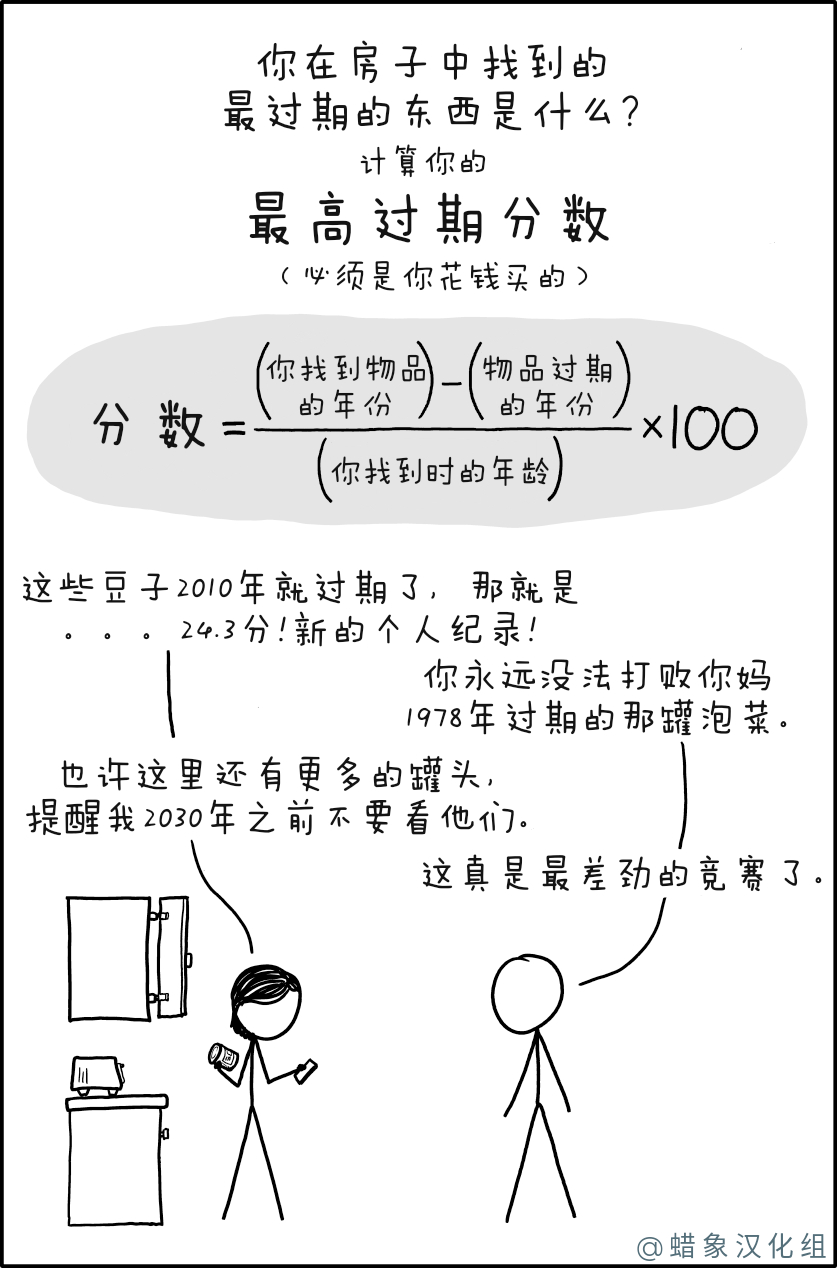 你在房子中找到的
最过期的东西是什么?
计算你的
最高过期分数
(必须是你花钱买的)
分数=(你找到物品的年份)-(物品过期的年份)
(你找到时的年龄)
×100
这些豆子2010年就过期了, 那就是
。。。24.3分!新的个人纪录!
你永远没法打败你妈
1978年过期的那罐泡菜。
也许这里还有更多的罐头,
提醒我2030年之前不要看他们。
这真是最差劲的竞赛了。
@蜡象汉化组